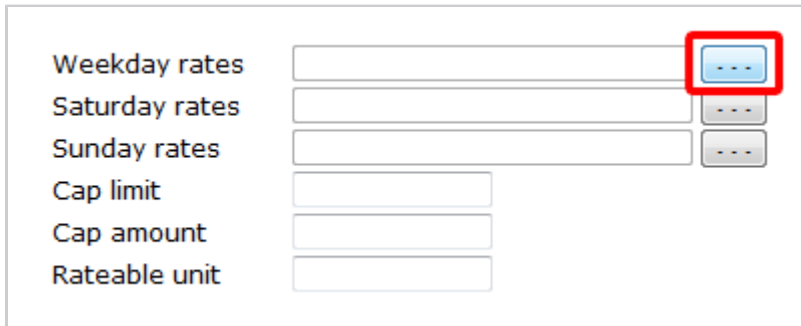 Weekday rates - - -
Saturday rates - - -
Sunday rates - - -
Cap limit
Cap amount
Rateable unit